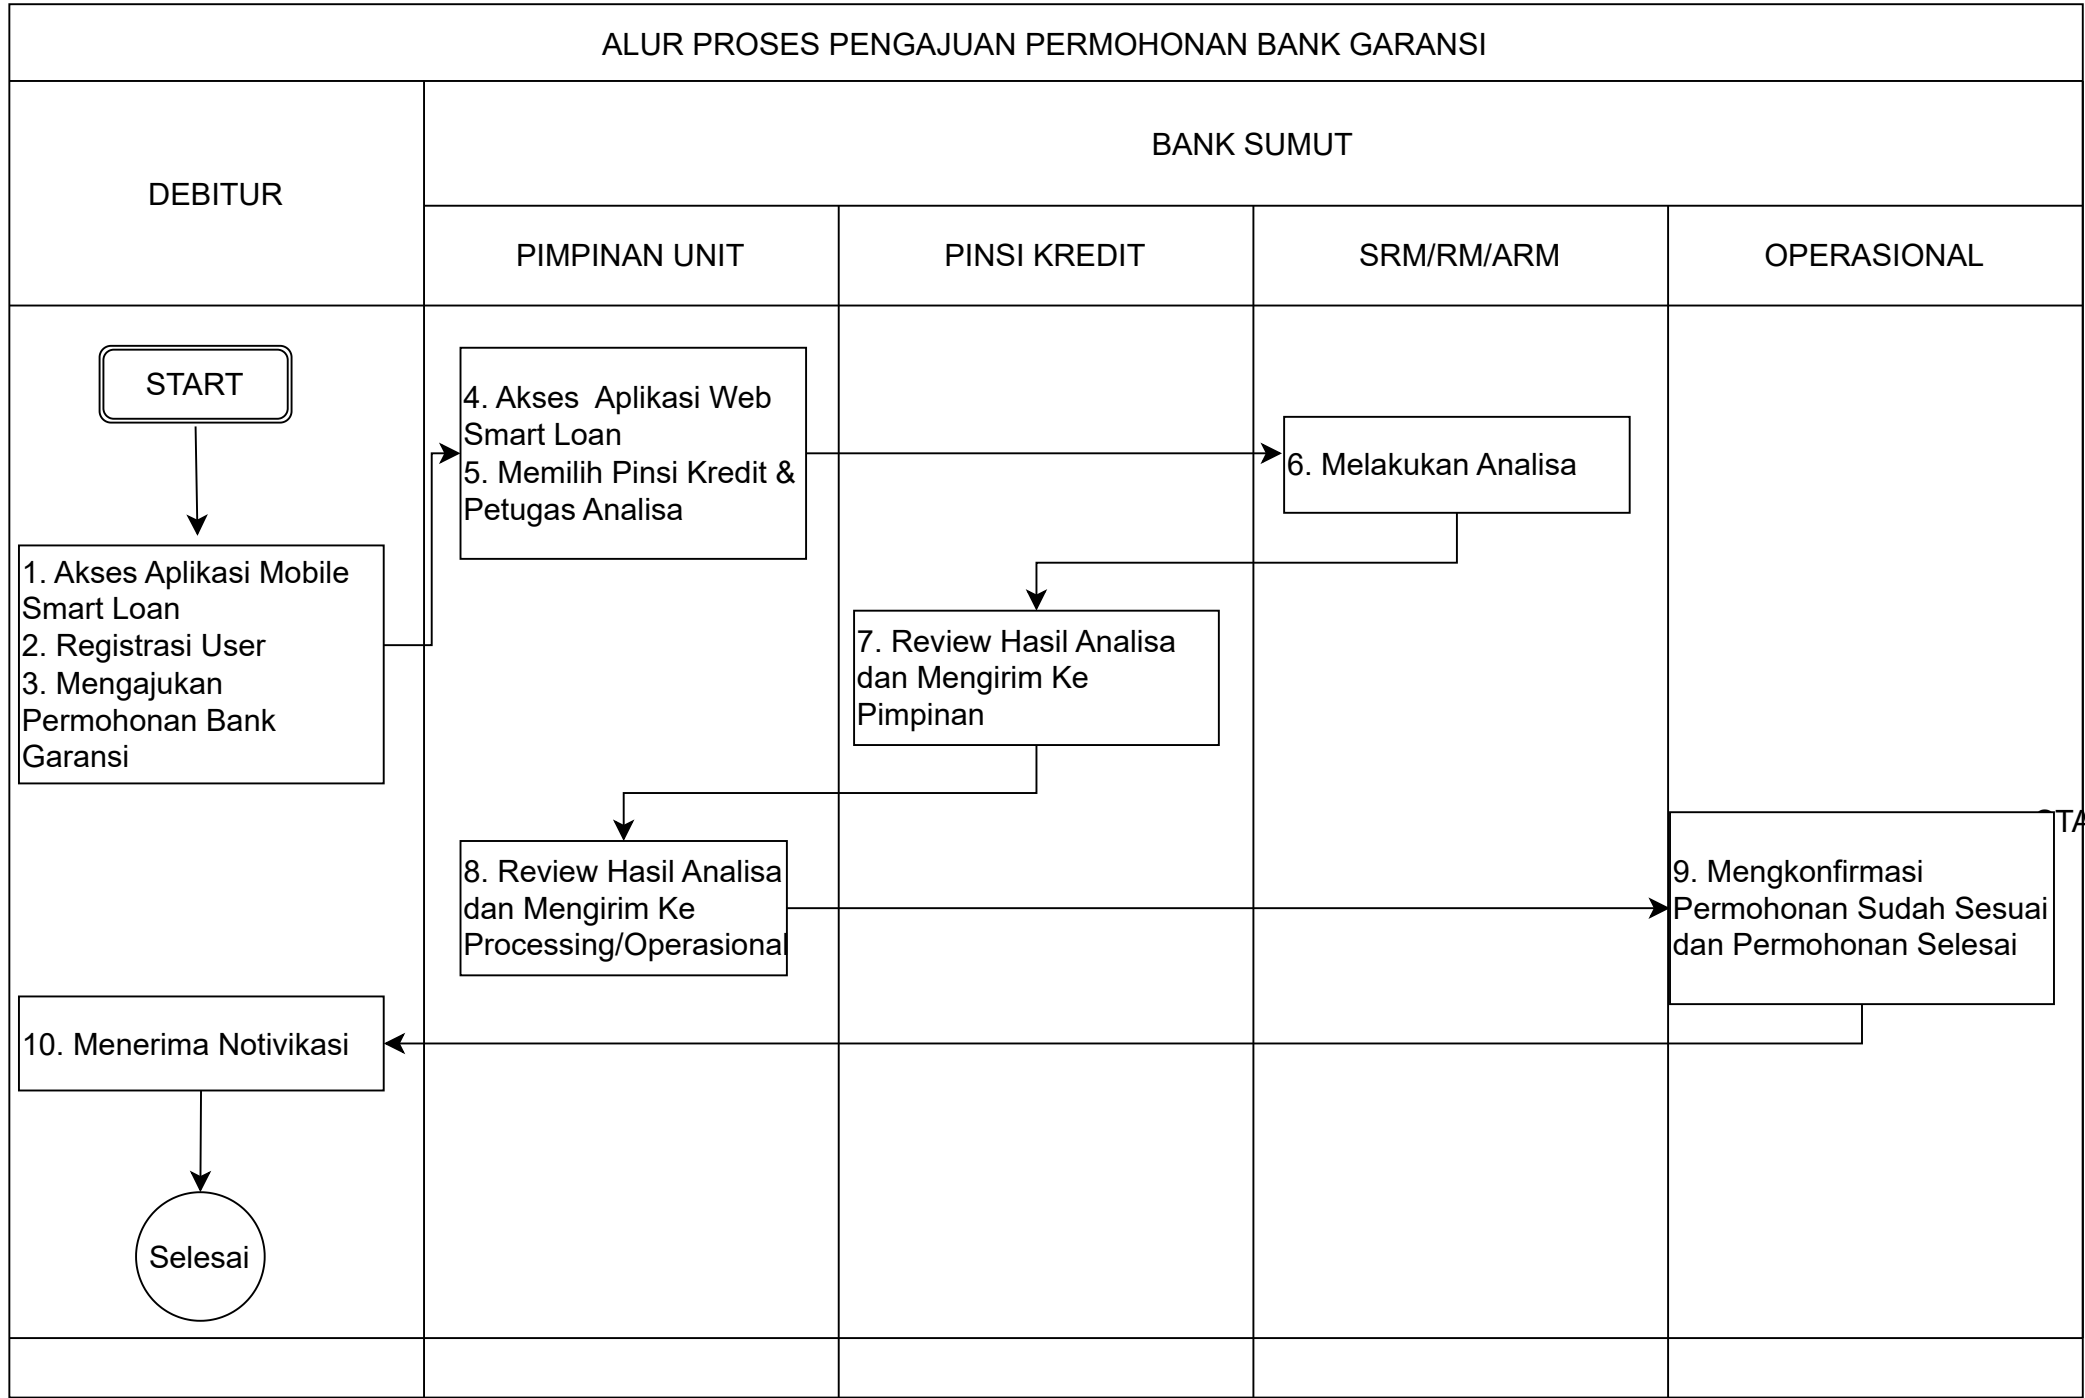 ALUR PROSES PENGAJUAN PERMOHONAN BANK GARANSI
DEBITUR
BANK SUMUT
PIMPINAN UNIT
PINSI KREDIT
SRM/RM/ARM
OPERASIONAL
START
4. Akses  Aplikasi Web
Smart Loan
5. Memilih Pinsi Kredit &
Petugas Analisa
6. Melakukan Analisa
1. Akses Aplikasi Mobile
Smart Loan
2. Registrasi User
3. Mengajukan
Permohonan Bank
Garansi
7. Review Hasil Analisa
dan Mengirim Ke
Pimpinan
8. Review Hasil Analisa
dan Mengirim Ke
Processing/Operasional
9. Mengkonfirmasi
Permohonan Sudah Sesuai
dan Permohonan Selesai
10. Menerima Notivikasi
Selesai